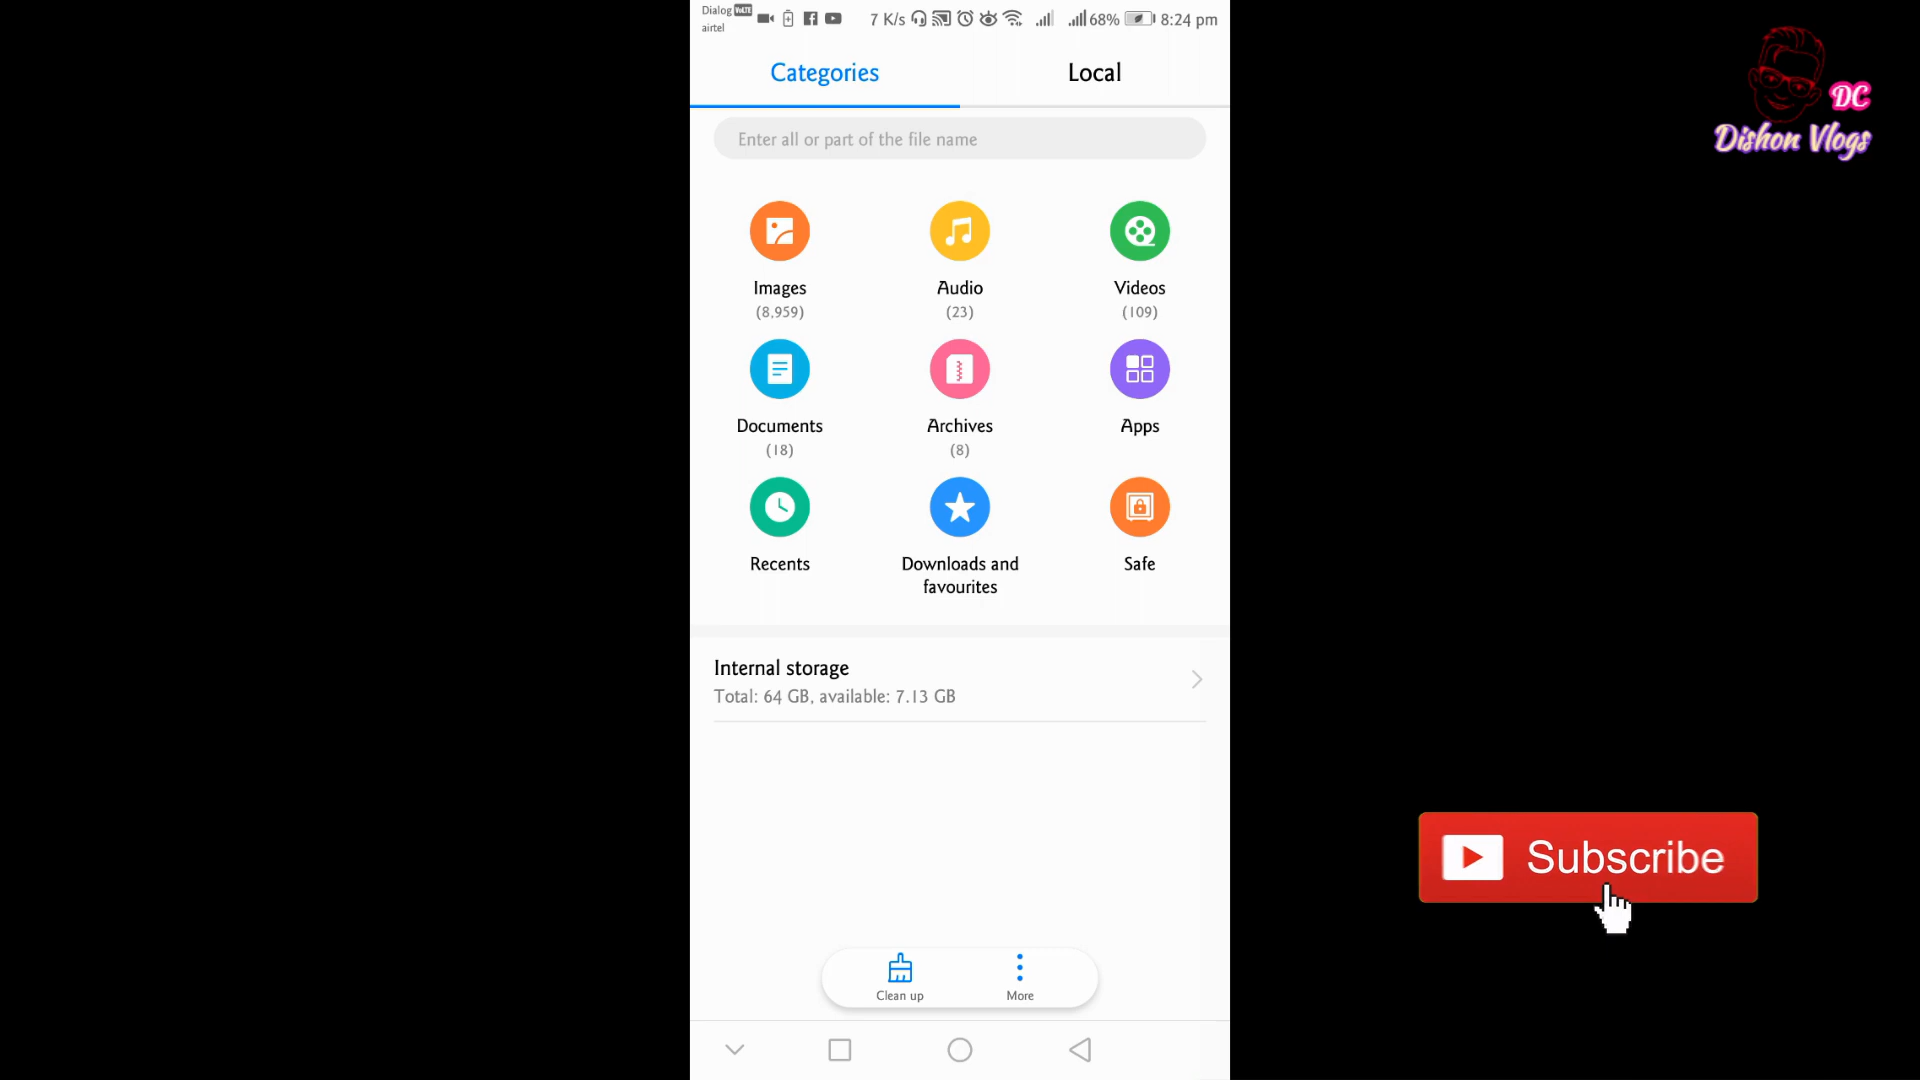 Dialog VoLTE
airtel
7 K/s
68%
8:24 pm
Categories
Local
Enter all or part of the file name
Images
(8,959)
Audio
(23)
Videos
(109)
Documents
(18)
Archives
(8)
Apps
Recents
Downloads and
favourites
Safe
Internal storage
Total: 64 GB, available: 7.13 GB
Clean up
More
DC
Dishon Vlogs
Subscribe